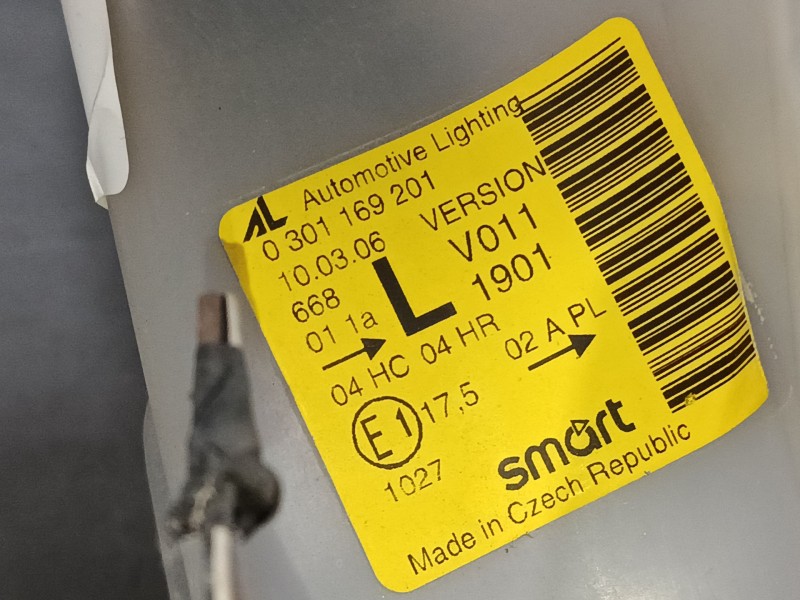 AL Automotive Lighting
0 301 169 201
10.03.06 VERSION
668 L V011
01 1a 1901
04 HC 04 HR 02 A PL
E1 17,5
1027 smart
Made in Czech Republic